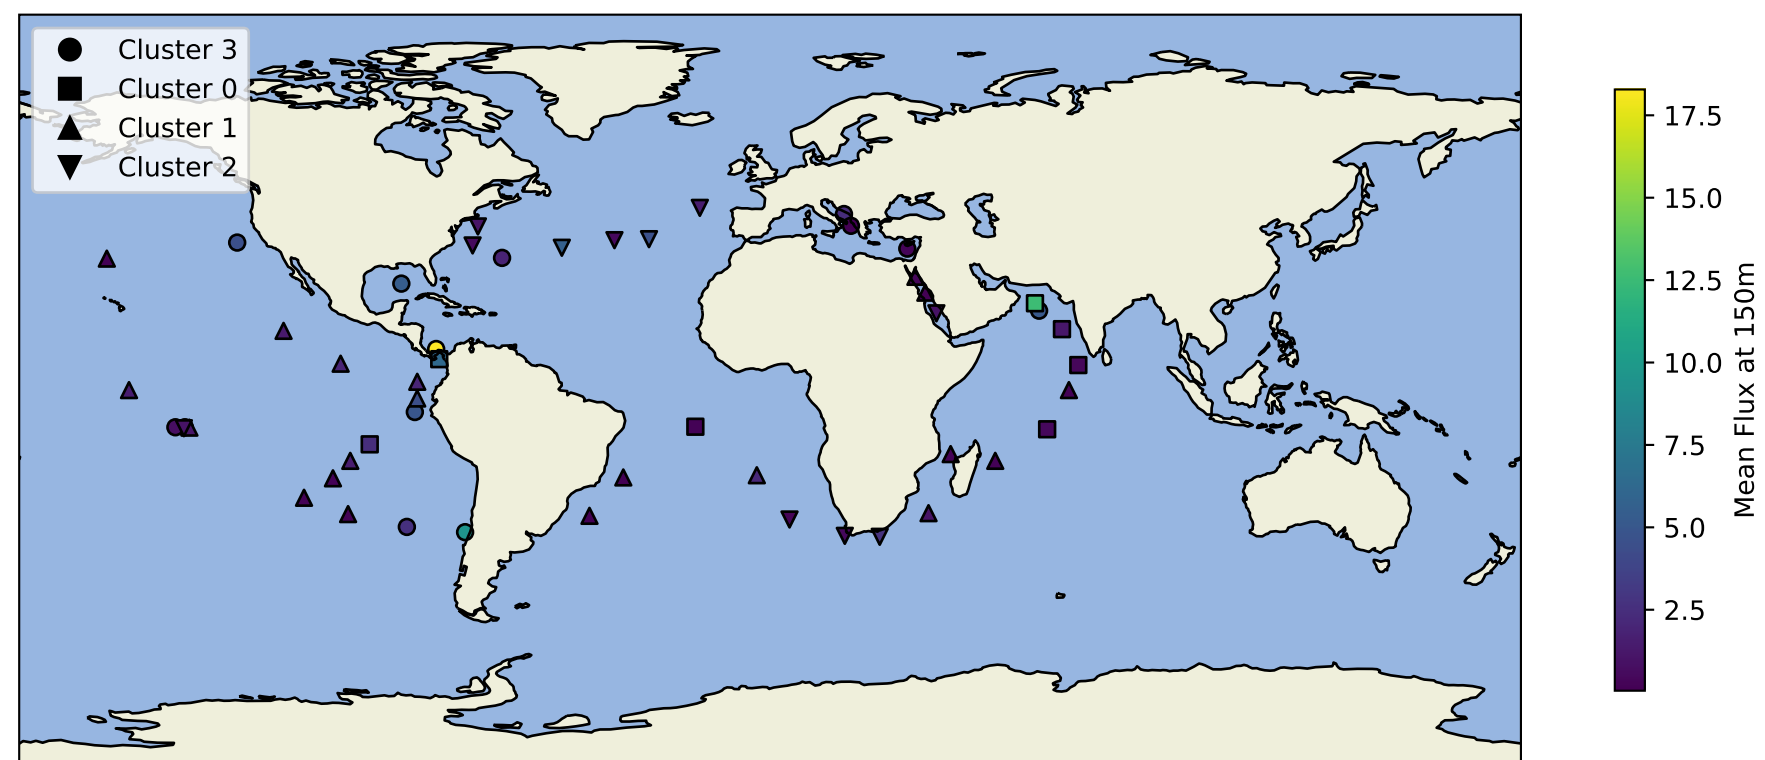 Cluster 3
Cluster 0
Cluster 1
Cluster 2
17.5
15.0
12.5
10.0
7.5
5.0
2.5
Mean Flux at 150m